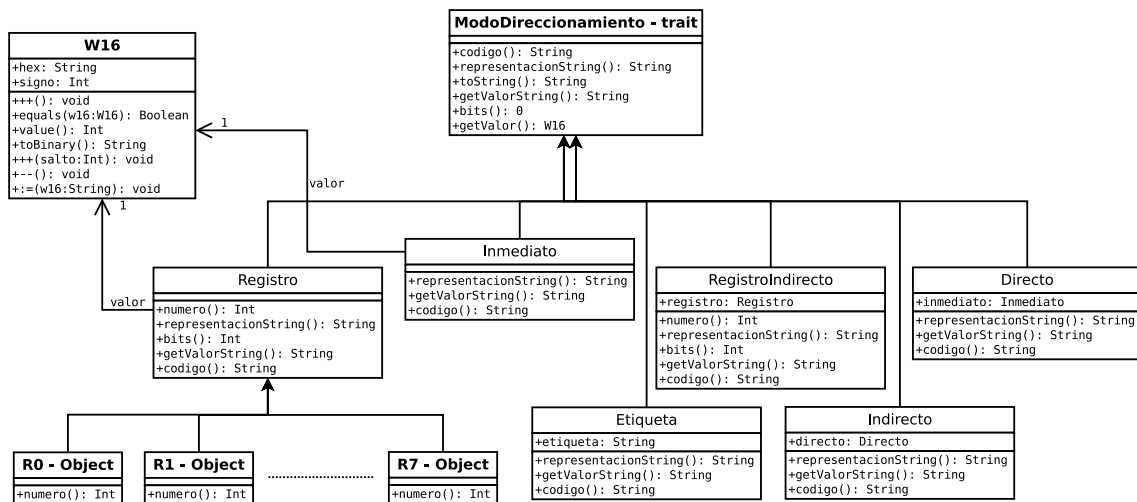 W16
+hex: String
+signo: Int
+++(): void
+equals(w16:W16): Boolean
+value(): Int
+toBinary(): String
+++(salto:Int): void
+--(): void
+:=(w16:String): void
ModoDireccionamiento - trait
+codigo(): String
+representacionString(): String
+toString(): String
+getValorString(): String
+bits(): 0
+getValor(): W16
1
valor
1
valor
Registro
+numero(): Int
+representacionString(): String
+bits(): Int
+getValorString(): String
+codigo(): String
Inmediato
+representacionString(): String
+getValorString(): String
+codigo(): String
RegistroIndirecto
+registro: Registro
+numero(): Int
+representacionString(): String
+bits(): Int
+getValorString(): String
+codigo(): String
Directo
+inmediato: Inmediato
+representacionString(): String
+getValorString(): String
+codigo(): String
Etiqueta
+etiqueta: String
+representacionString(): String
+getValorString(): String
+codigo(): String
Indirecto
+directo: Directo
+representacionString(): String
+getValorString(): String
+codigo(): String
R0 - Object
+numero(): Int
R1 - Object
+numero(): Int
R7 - Object
+numero(): Int